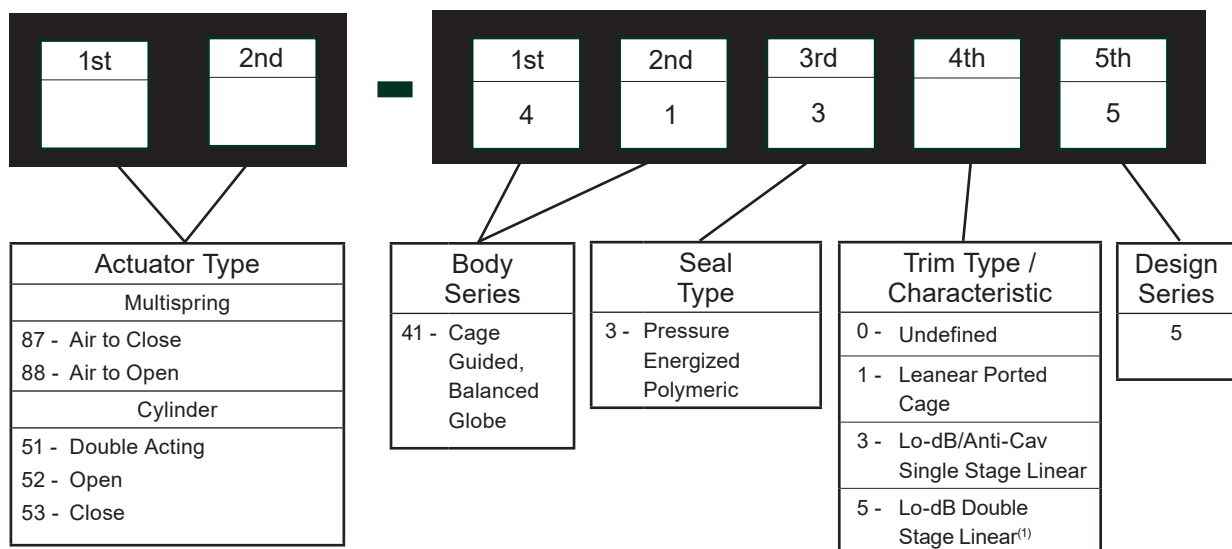 1st
2nd
1st
2nd
3rd
4th
5th
4
1
3
5
Actuator Type
Multispring
87 - Air to Close
88 - Air to Open
Cylinder
51 - Double Acting
52 - Open
53 - Close
Body
Series
41 - Cage
Guided,
Balanced
Globe
Seal
Type
3 - Pressure
Energized
Polymeric
Trim Type /
Characteristic
0 - Undefined
1 - Leanear Ported
Cage
3 - Lo-dB/Anti-Cav
Single Stage Linear
5 - Lo-dB Double
Stage Linear(1)
Design
Series
5